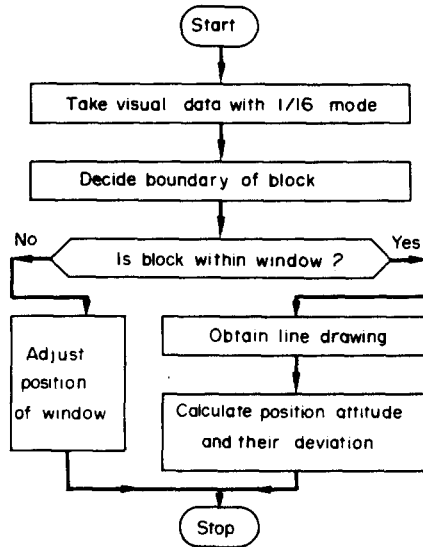 Start
Take visual data with 1/16 mode
Decide boundary of block
No
Yes
Is block within window ?
Adjust
position
of window
Obtain line drawing
Calculate position attitude
and their deviation
Stop